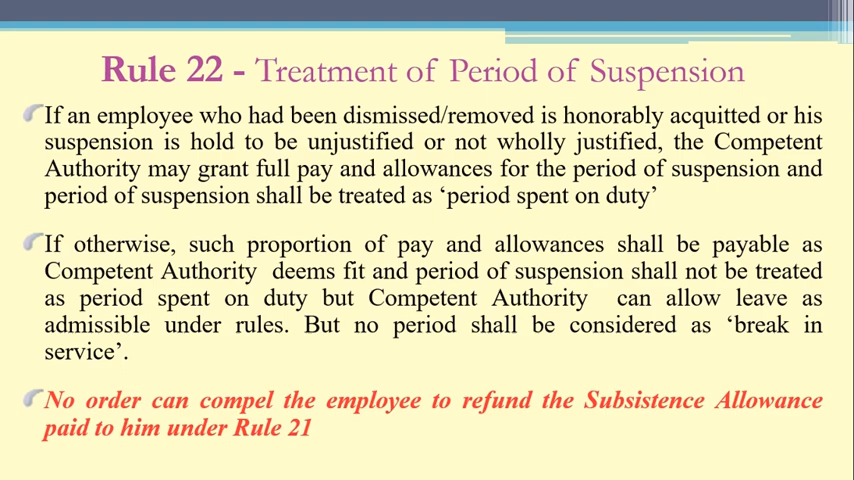 Rule 22 - Treatment of Period of Suspension
If an employee who had been dismissed/removed is honorably acquitted or his
suspension is hold to be unjustified or not wholly justified, the Competent
Authority may grant full pay and allowances for the period of suspension and
period of suspension shall be treated as ‘period spent on duty’
If otherwise, such proportion of pay and allowances shall be payable as
Competent Authority deems fit and period of suspension shall not be treated
as period spent on duty but Competent Authority can allow leave as
admissible under rules. But no period shall be considered as ‘break in
service’.
No order can compel the employee to refund the Subsistence Allowance
paid to him under Rule 21